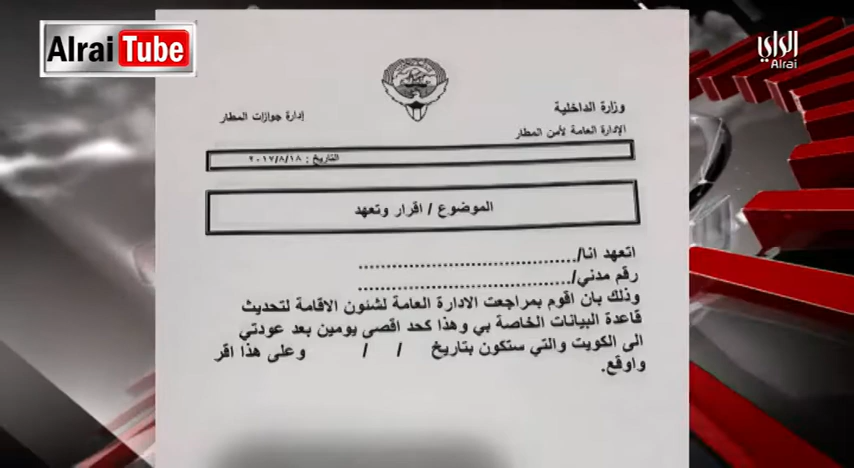 Alrai Tube
الراي
Alrai
وزارة الداخلية
الإدارة العامة لأمن المطار
إدارة جوازات المطار
التاريخ : ٢٠١٧/٨/١٨
الموضوع / اقرار وتعهد
اتعهد انا/.......................................
رقم مدني/.......................................
وذلك بان اقوم بمراجعت الادارة العامة لشئون الاقامة لتحديث
قاعدة البيانات الخاصة بي وهذا كحد اقصى يومين بعد عودتي
الى الكويت والتي ستكون بتاريخ / / وعلى هذا اقر
واوقع.